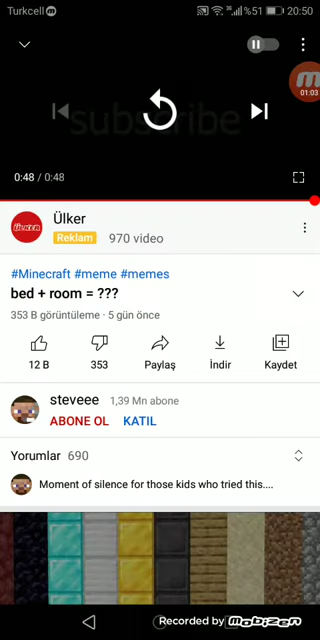 Turkcell 3G %51 20:50
01:03
subscribe
0:48 / 0:48
ÜLKER
Ülker
Reklam 970 video
#Minecraft #meme #memes
bed + room = ???
353 B görüntüleme · 5 gün önce
12 B 353 Paylaş İndir Kaydet
steveee 1,39 Mn abone
ABONE OL KATIL
Yorumlar 690
Moment of silence for those kids who tried this....
Recorded by Mobizen